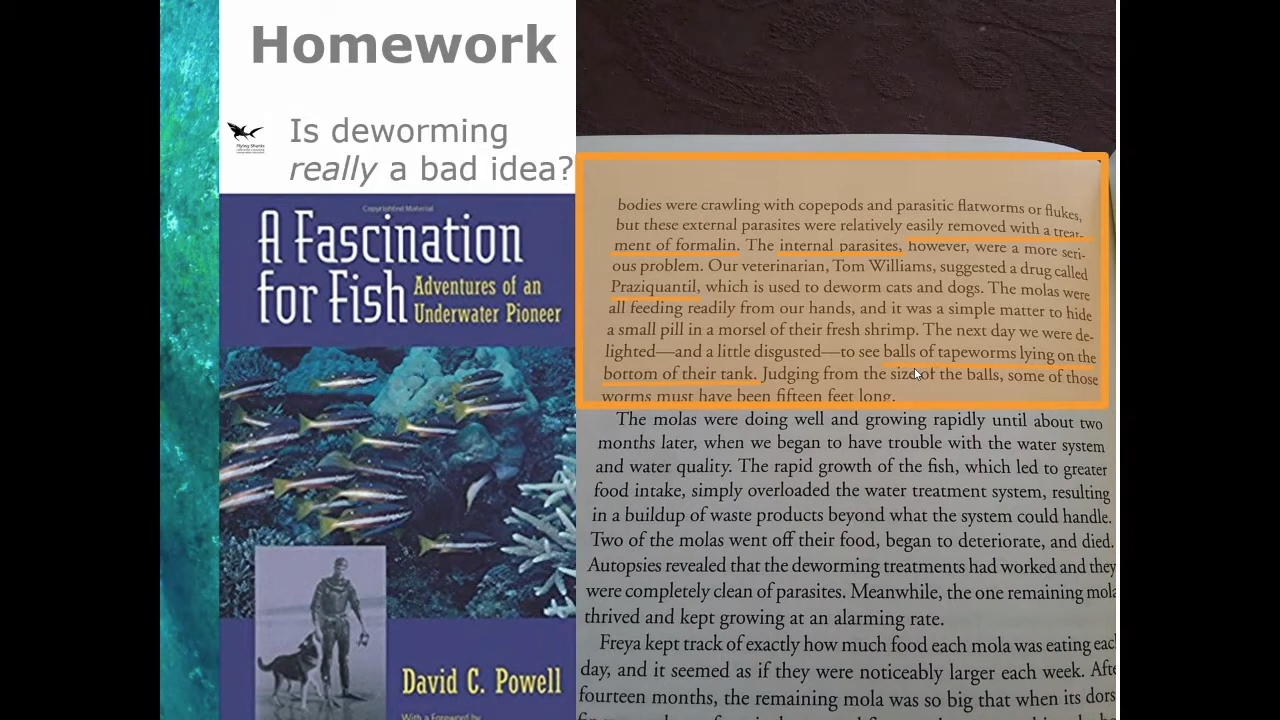 Homework
Flying Sharks
Is deworming
really a bad idea?
Copyrighted Material
A Fascination
for Fish
Adventures of an
Underwater Pioneer
David C. Powell
With a Foreword by
bodies were crawling with copepods and parasitic flatworms or flukes,
but these external parasites were relatively easily removed with a treat-
ment of formalin. The internal parasites, however, were a more seri-
ous problem. Our veterinarian, Tom Williams, suggested a drug called
Praziquantil, which is used to deworm cats and dogs. The molas were
all feeding readily from our hands, and it was a simple matter to hide
a small pill in a morsel of their fresh shrimp. The next day we were de-
lighted—and a little disgusted—to see balls of tapeworms lying on the
bottom of their tank. Judging from the size of the balls, some of those
worms must have been fifteen feet long.
The molas were doing well and growing rapidly until about two
months later, when we began to have trouble with the water system
and water quality. The rapid growth of the fish, which led to greater
food intake, simply overloaded the water treatment system, resulting
in a buildup of waste products beyond what the system could handle.
Two of the molas went off their food, began to deteriorate, and died.
Autopsies revealed that the deworming treatments had worked and they
were completely clean of parasites. Meanwhile, the one remaining mola
thrived and kept growing at an alarming rate.
Freya kept track of exactly how much food each mola was eating each
day, and it seemed as if they were noticeably larger each week. Afte
fourteen months, the remaining mola was so big that when its dors